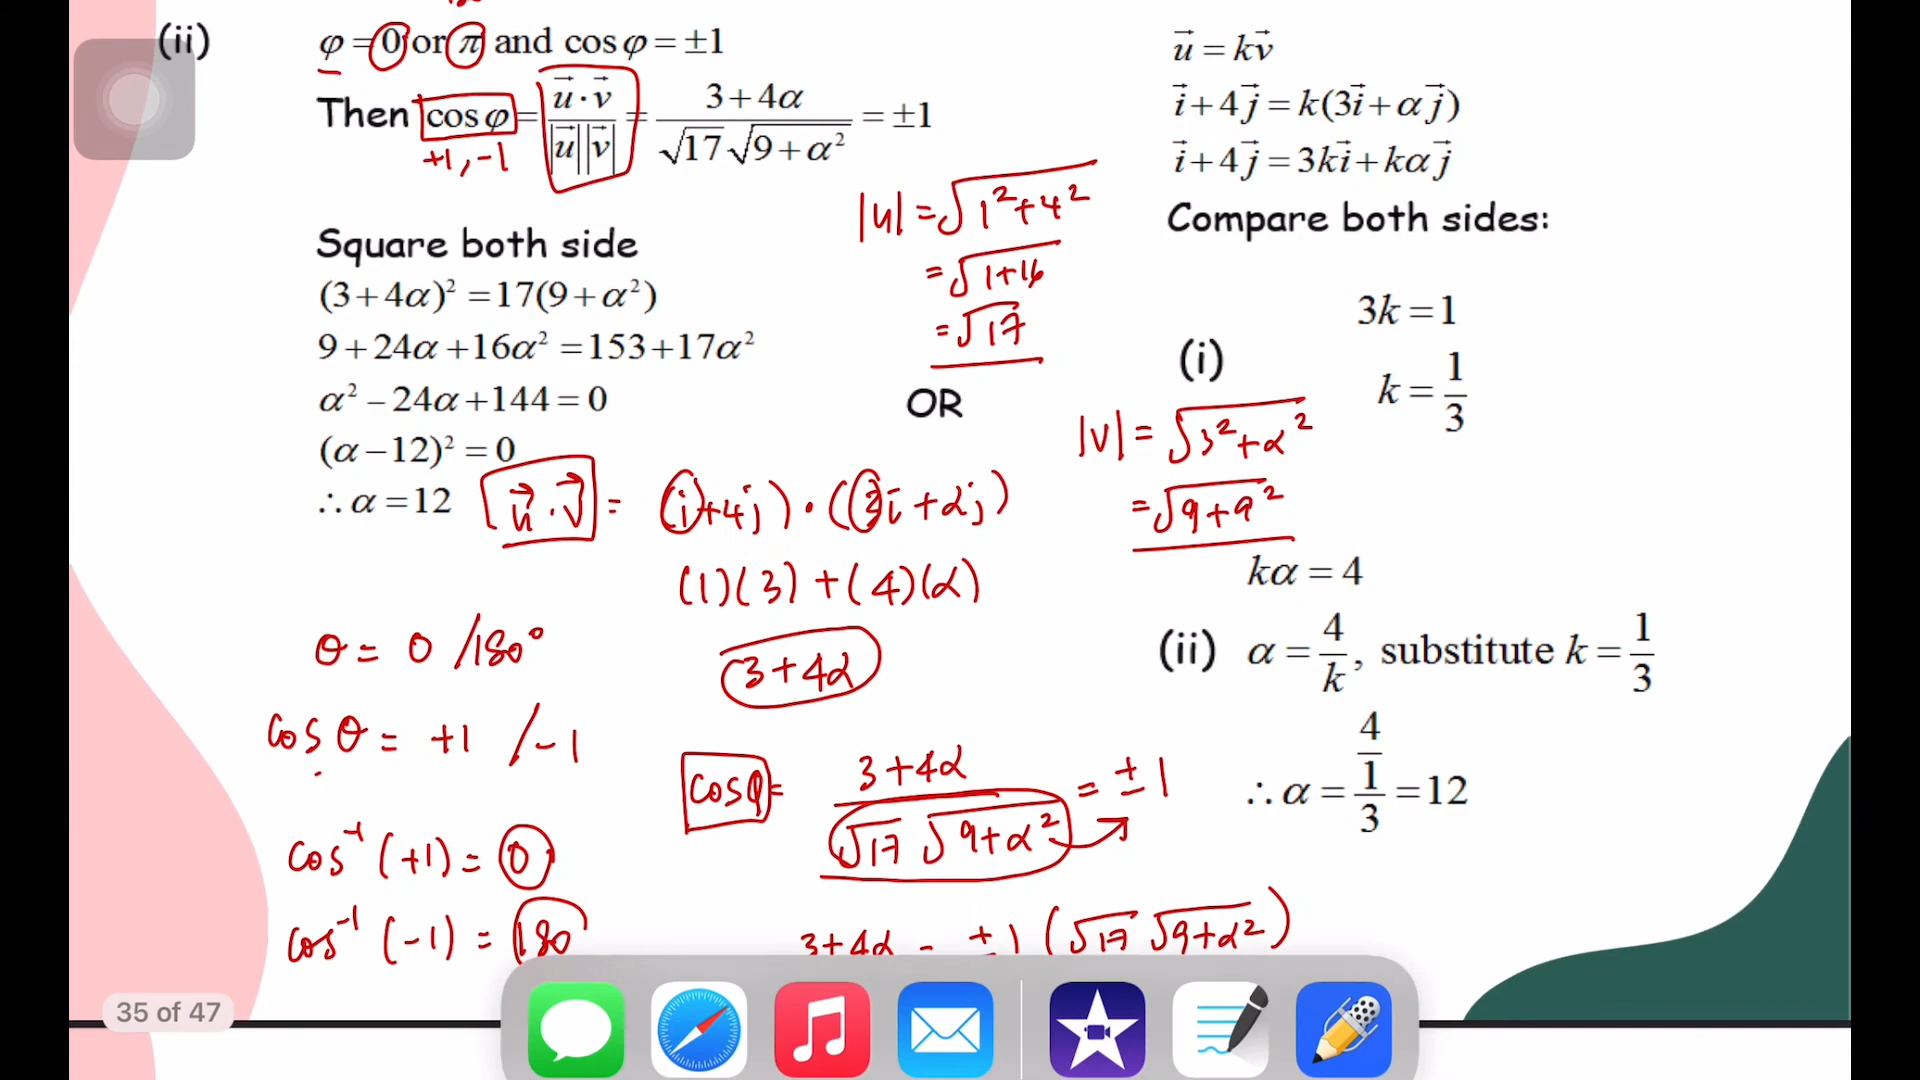 (ii) φ = 0 or π and cos φ = ±1
Then cos φ = u⃗ · v⃗ / |u⃗||v⃗| = 3 + 4α / √17 √9 + α² = ±1
+1, -1
|u| = √1² + 4²
= √1+16
= √17
Square both side
(3 + 4α)² = 17(9 + α²)
9 + 24α + 16α² = 153 + 17α²
α² − 24α + 144 = 0
(α − 12)² = 0
∴ α = 12
u⃗ · v⃗ = (i+4j) · (3i + αj)
(1)(3) + (4)(α)
3 + 4α
θ = 0 /180°
cos θ = +1 /-1
cos⁻¹ (+1) = 0
cos⁻¹ (-1) = 180
cos φ = 3+4α / √17 √9+α² = ±1
3+4α = ±1 (√17 √9+α²)
OR
u⃗ = kv⃗
i⃗ + 4j⃗ = k(3i⃗ + αj⃗)
i⃗ + 4j⃗ = 3ki⃗ + kαj⃗
Compare both sides:
(i) 3k = 1
k = 1/3
|v| = √3² + α²
= √9+9²
kα = 4
(ii) α = 4/k, substitute k = 1/3
∴ α = 4 / 1/3 = 12
35 of 47